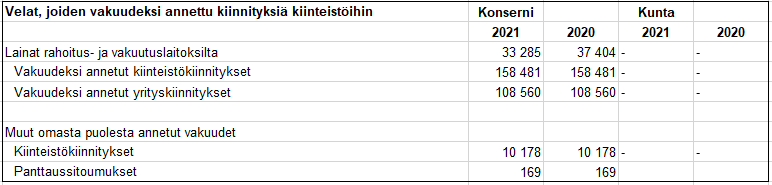 Velat, joiden vakuudeksi annettu kiinnityksiä kiinteistöihin Konserni Kunta
2021 2020 2021 2020
Lainat rahoitus- ja vakuutuslaitoksilta 33 285 37 404 - -
Vakuudeksi annetut kiinteistökiinnitykset 158 481 158 481 - -
Vakuudeksi annetut yrityskiinnitykset 108 560 108 560 - -
Muut omasta puolesta annetut vakuudet
Kiinteistökiinnitykset 10 178 10 178 - -
Panttaussitoumukset 169 169